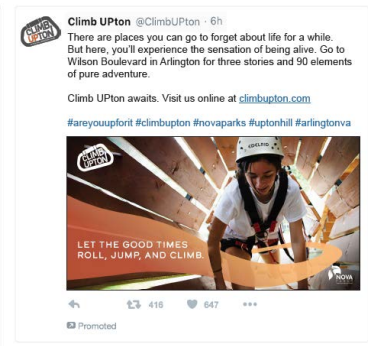 CLIMB
UPTON
Climb UPton @ClimbUPton · 6h
There are places you can go to forget about life for a while.
But here, you'll experience the sensation of being alive. Go to
Wilson Boulevard in Arlington for three stories and 90 elements
of pure adventure.
Climb UPton awaits. Visit us online at climbupton.com
#areyouupforit #climbupton #novaparks #uptonhill #arlingtonva
CLIMB
UPTON
EDELRID
LET THE GOOD TIMES
ROLL, JUMP, AND CLIMB.
NOVA
416 647
Promoted